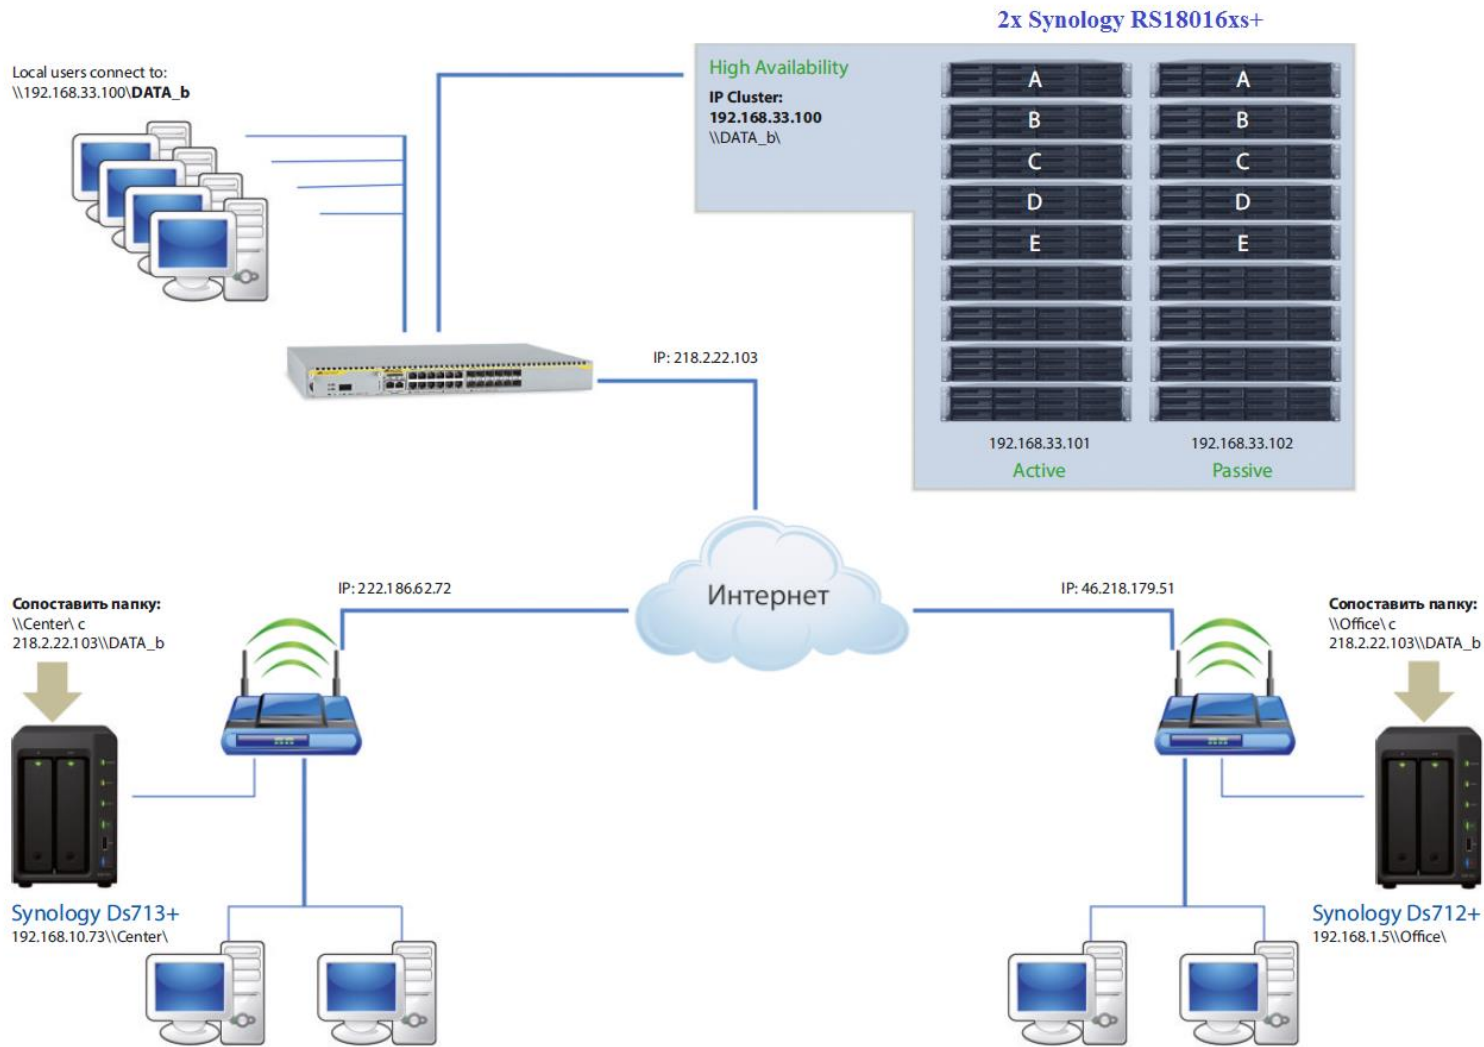 2x Synology RS18016xs+
Local users connect to:
\\192.168.33.100\DATA_b
High Availability
IP Cluster:
192.168.33.100
\\DATA_b\
A
A
B
B
C
C
D
D
E
E
192.168.33.101
192.168.33.102
Active
Passive
IP: 218.2.22.103
Интернет
IP: 222.186.62.72
IP: 46.218.179.51
Сопоставить папку:
\\Center\ с
218.2.22.103\\DATA_b
Сопоставить папку:
\\Office\ с
218.2.22.103\\DATA_b
Synology Ds713+
192.168.10.73\\Center\
Synology Ds712+
192.168.1.5\\Office\